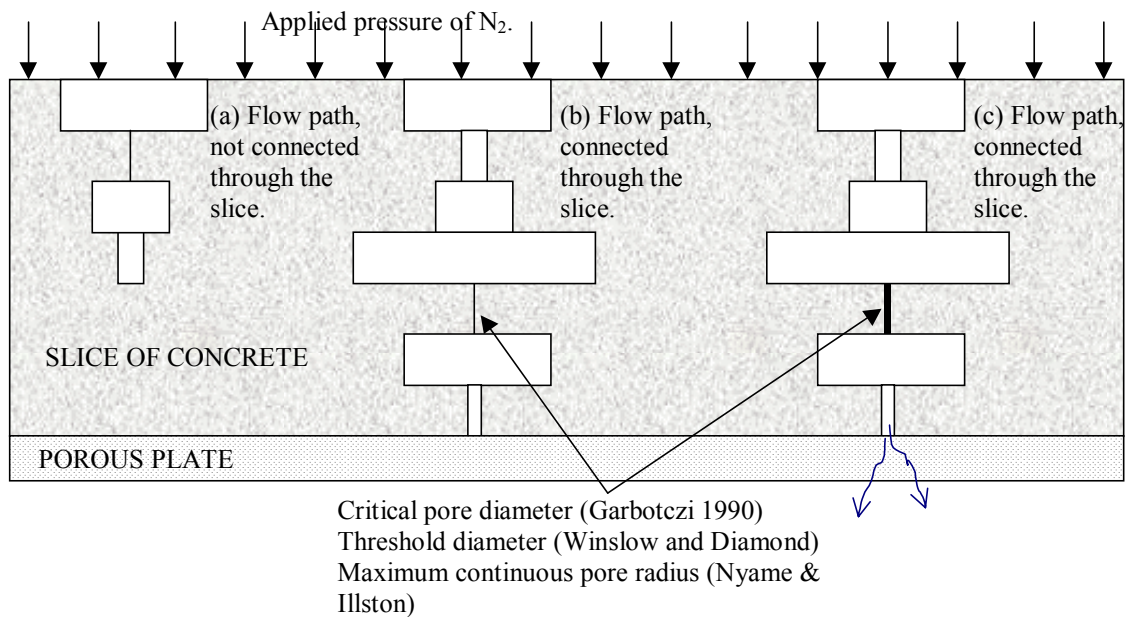 Applied pressure of N₂.
(a) Flow path,
not connected
through the
slice.
(b) Flow path,
connected
through the
slice.
(c) Flow path,
connected
through the
slice.
SLICE OF CONCRETE
POROUS PLATE
Critical pore diameter (Garbotczi 1990)
Threshold diameter (Winslow and Diamond)
Maximum continuous pore radius (Nyame &
Illston)